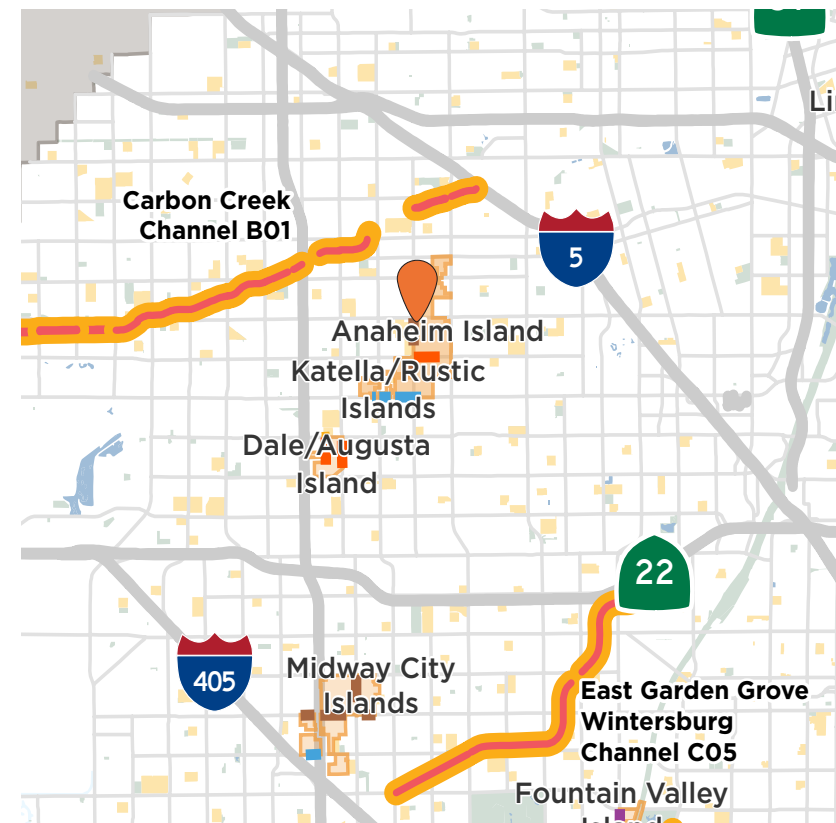 Li
Carbon Creek
Channel B01
5
Anaheim Island
Katella/Rustic
Islands
Dale/Augusta
Island
22
405
Midway City
Islands
East Garden Grove
Wintersburg
Channel C05
Fountain Valley